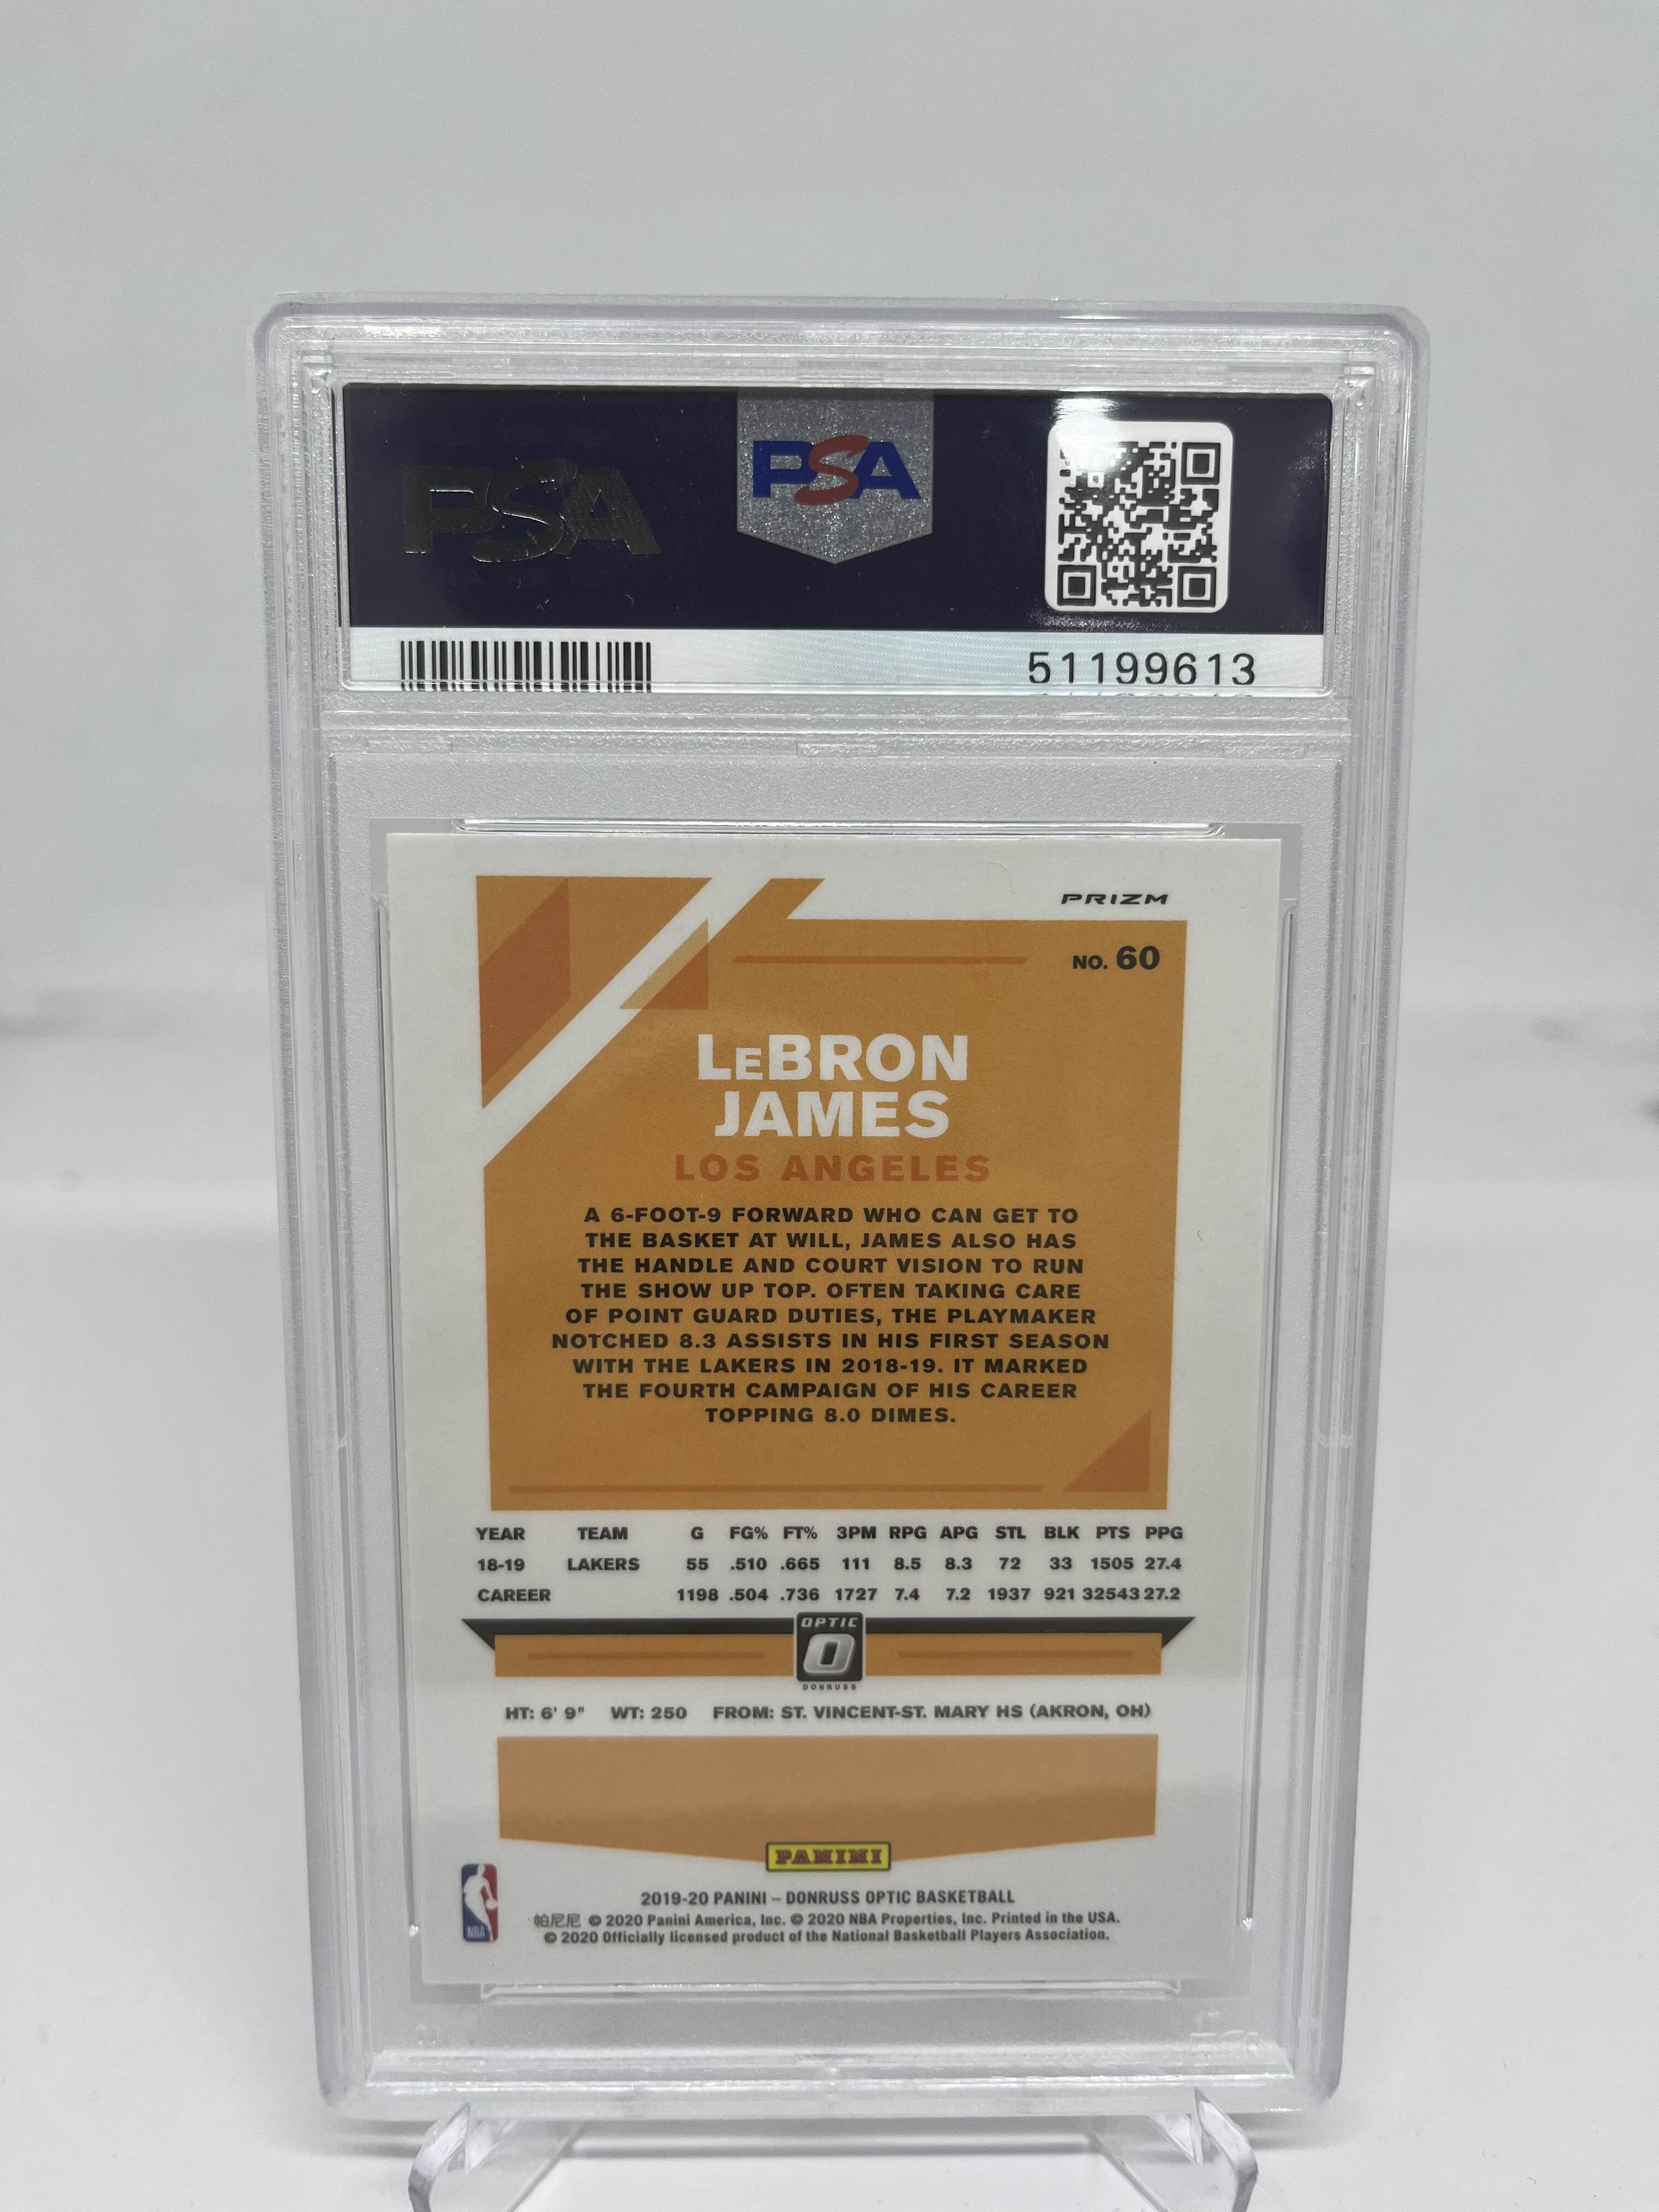 PSA
PSA
51199613
PRIZM
NO. 60
LeBRON
JAMES
LOS ANGELES
A 6-FOOT-9 FORWARD WHO CAN GET TO
THE BASKET AT WILL, JAMES ALSO HAS
THE HANDLE AND COURT VISION TO RUN
THE SHOW UP TOP. OFTEN TAKING CARE
OF POINT GUARD DUTIES, THE PLAYMAKER
NOTCHED 8.3 ASSISTS IN HIS FIRST SEASON
WITH THE LAKERS IN 2018-19. IT MARKED
THE FOURTH CAMPAIGN OF HIS CAREER
TOPPING 8.0 DIMES.
YEAR TEAM G FG% FT% 3PM RPG APG STL BLK PTS PPG
18-19 LAKERS 55 .510 .665 111 8.5 8.3 72 33 1505 27.4
CAREER 1198 .504 .736 1727 7.4 7.2 1937 921 32543 27.2
OPTIC
O
DONRUSS
HT: 6' 9" WT: 250 FROM: ST. VINCENT-ST. MARY HS (AKRON, OH)
PANINI
NBA
2019-20 PANINI – DONRUSS OPTIC BASKETBALL
帕尼尼 © 2020 Panini America, Inc. © 2020 NBA Properties, Inc. Printed in the USA.
© 2020 Officially licensed product of the National Basketball Players Association.